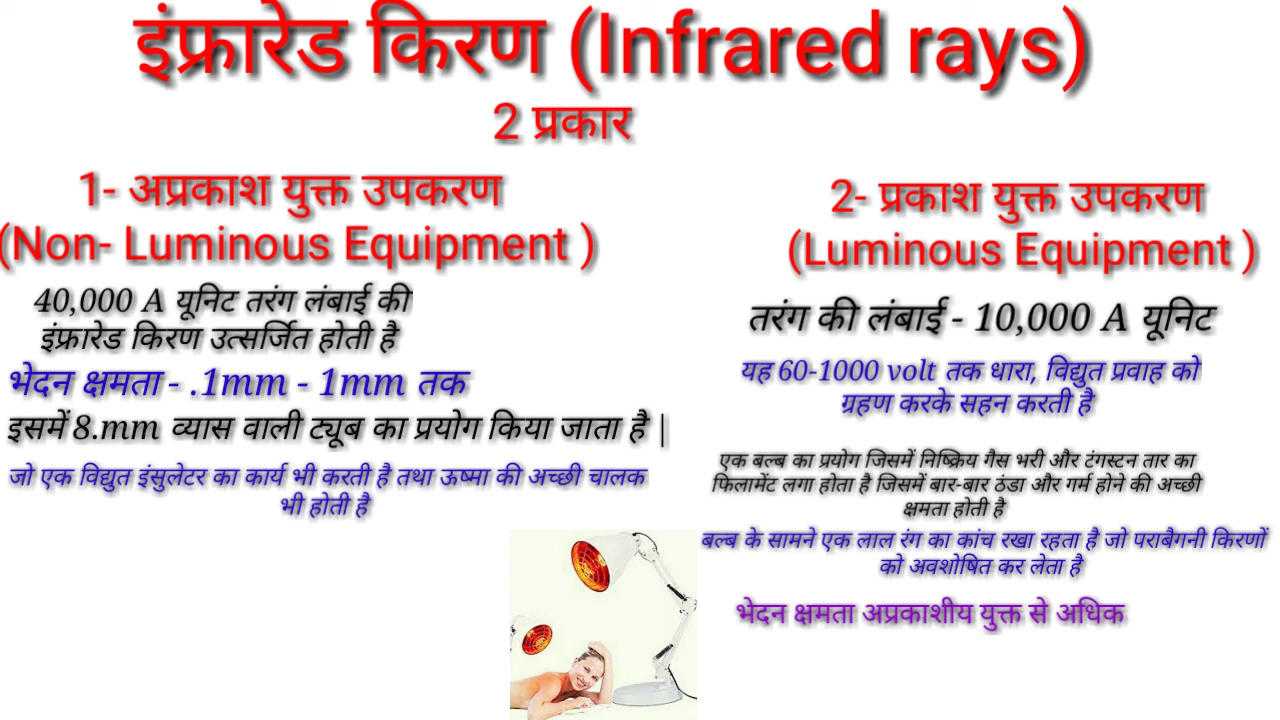 इंफ्रारेड किरण (Infrared rays)
2 प्रकार
1- अप्रकाश युक्त उपकरण
(Non- Luminous Equipment )
40,000 A यूनिट तरंग लंबाई की
इंफ्रारेड किरण उत्सर्जित होती है
भेदन क्षमता - .1mm - 1mm तक
इसमें 8.mm व्यास वाली ट्यूब का प्रयोग किया जाता है |
जो एक विद्युत इंसुलेटर का कार्य भी करती है तथा ऊष्मा की अच्छी चालक
भी होती है
2- प्रकाश युक्त उपकरण
(Luminous Equipment )
तरंग की लंबाई - 10,000 A यूनिट
यह 60-1000 volt तक धारा, विद्युत प्रवाह को
ग्रहण करके सहन करती है
एक बल्ब का प्रयोग जिसमें निष्क्रिय गैस भरी और टंगस्टन तार का
फिलामेंट लगा होता है जिसमें बार-बार ठंडा और गर्म होने की अच्छी
क्षमता होती है
बल्ब के सामने एक लाल रंग का कांच रखा रहता है जो पराबैगनी किरणों
को अवशोषित कर लेता है
भेदन क्षमता अप्रकाशीय युक्त से अधिक